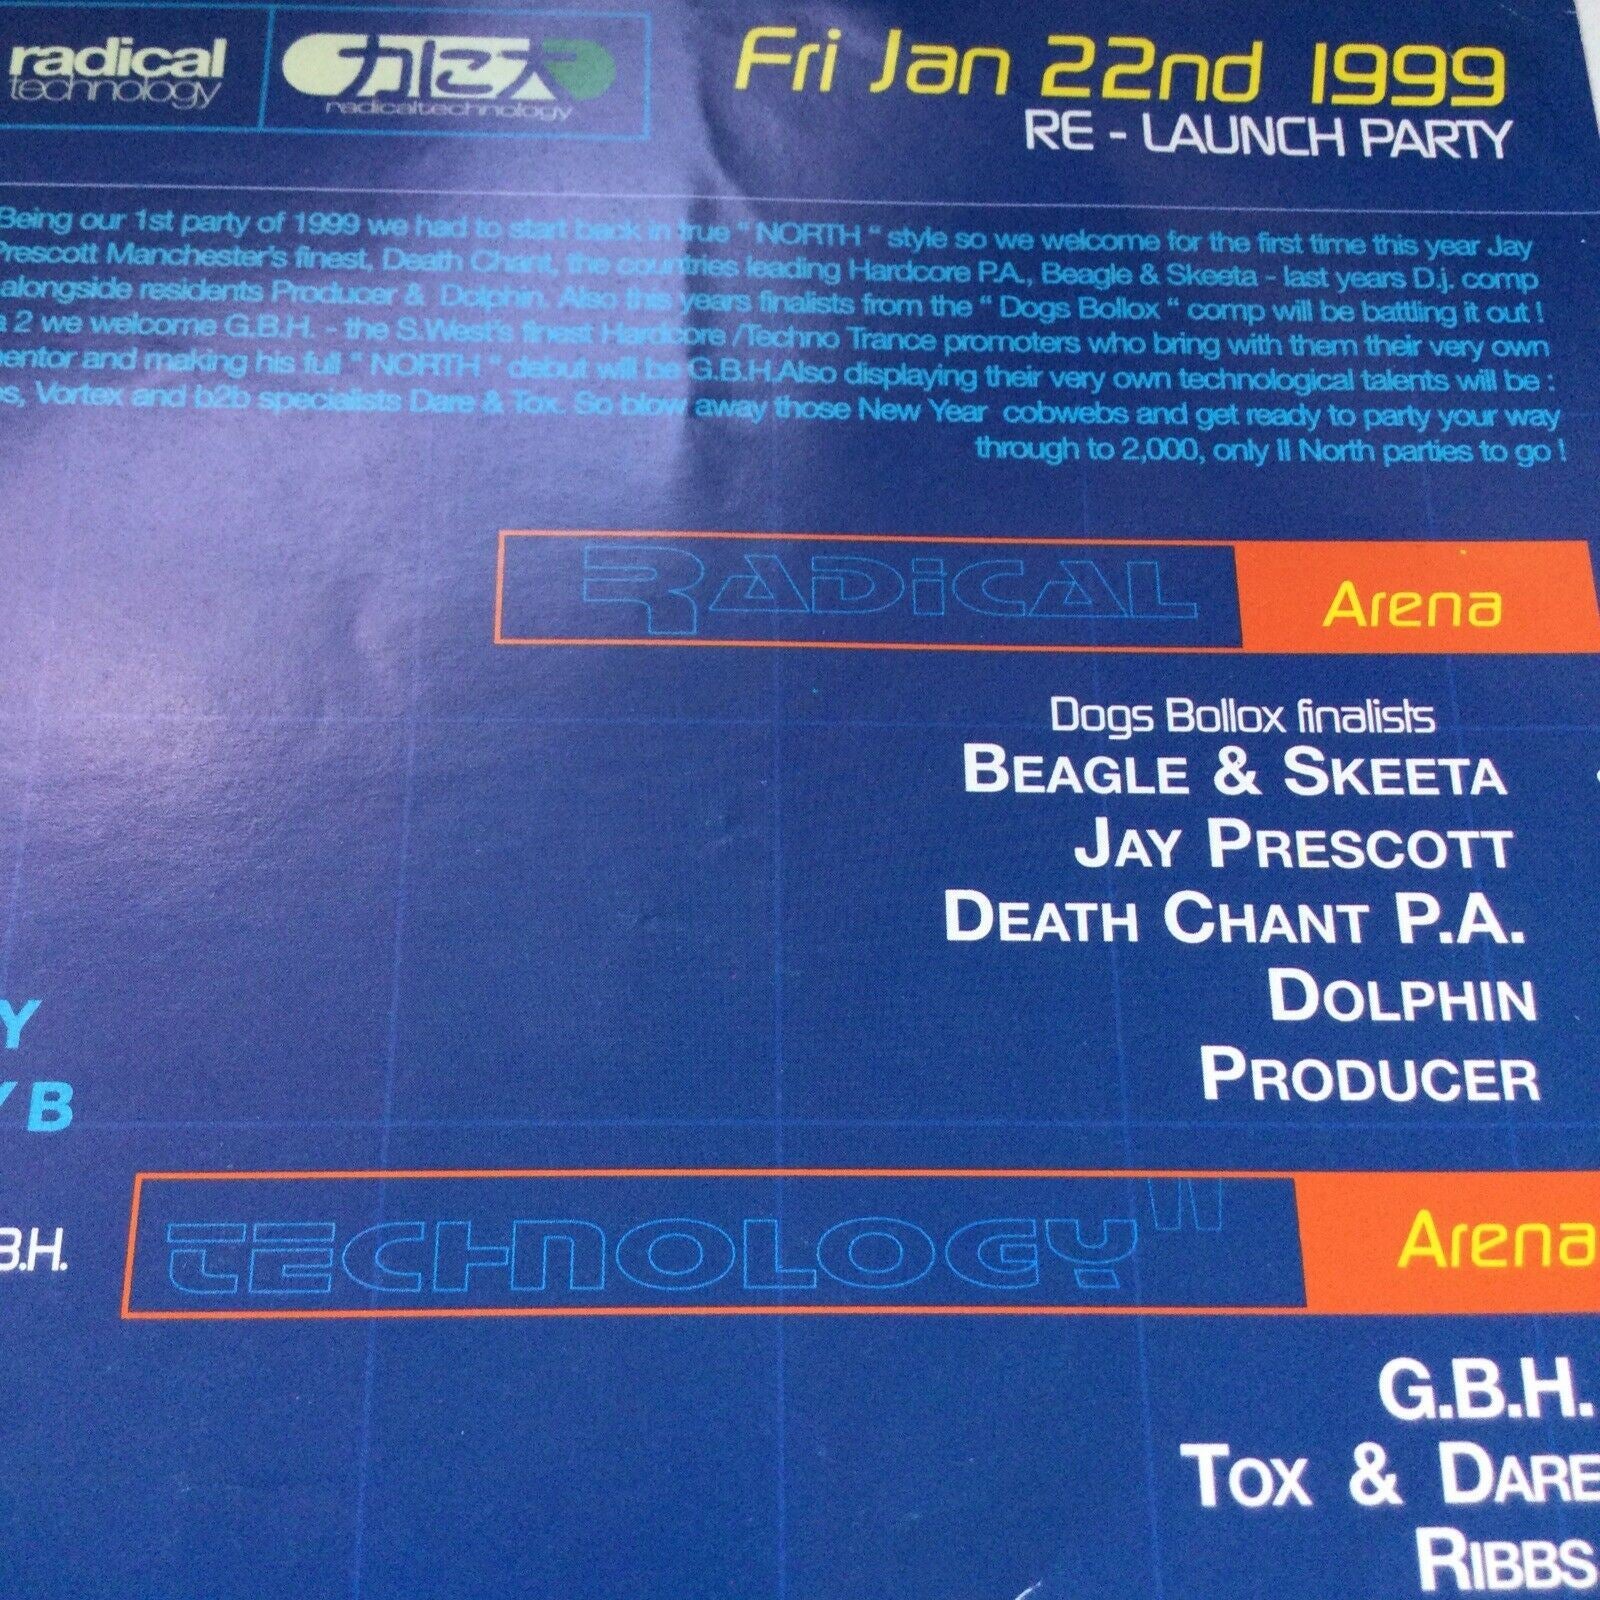 radical
technology
radicaltechnology
Fri Jan 22nd 1999
RE - LAUNCH PARTY
Being our 1st party of 1999 we had to start back in true " NORTH " style so we welcome for the first time this year Jay
Prescott Manchester's finest, Death Chant, the countries leading Hardcore P.A., Beagle & Skeeta - last years D.j. comp
alongside residents Producer & Dolphin. Also this years finalists from the " Dogs Bollox " comp will be battling it out !
2 we welcome G.B.H. - the S.West's finest Hardcore /Techno Trance promoters who bring with them their very own
entor and making his full " NORTH " debut will be G.B.H.Also displaying their very own technological talents will be :
s, Vortex and b2b specialists Dare & Tox. So blow away those New Year cobwebs and get ready to party your way
through to 2,000, only II North parties to go !
RADiCAL Arena
Dogs Bollox finalists
BEAGLE & SKEETA
JAY PRESCOTT
DEATH CHANT P.A.
DOLPHIN
PRODUCER
Y
Y B
TECHNOLOGY Arena
B.H.
G.B.H.
TOX & DARE
RIBBS